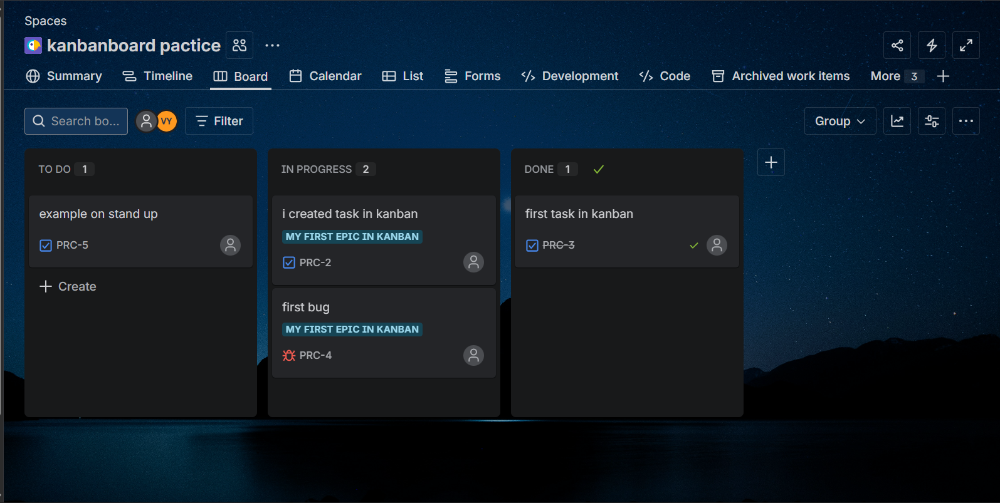 Spaces
kanbanboard pactice
Summary Timeline Board Calendar List Forms Development Code Archived work items More 3
Search bo... VY Filter Group
TO DO 1
example on stand up
PRC-5
Create
IN PROGRESS 2
i created task in kanban
MY FIRST EPIC IN KANBAN
PRC-2
first bug
MY FIRST EPIC IN KANBAN
PRC-4
DONE 1
first task in kanban
PRC-3